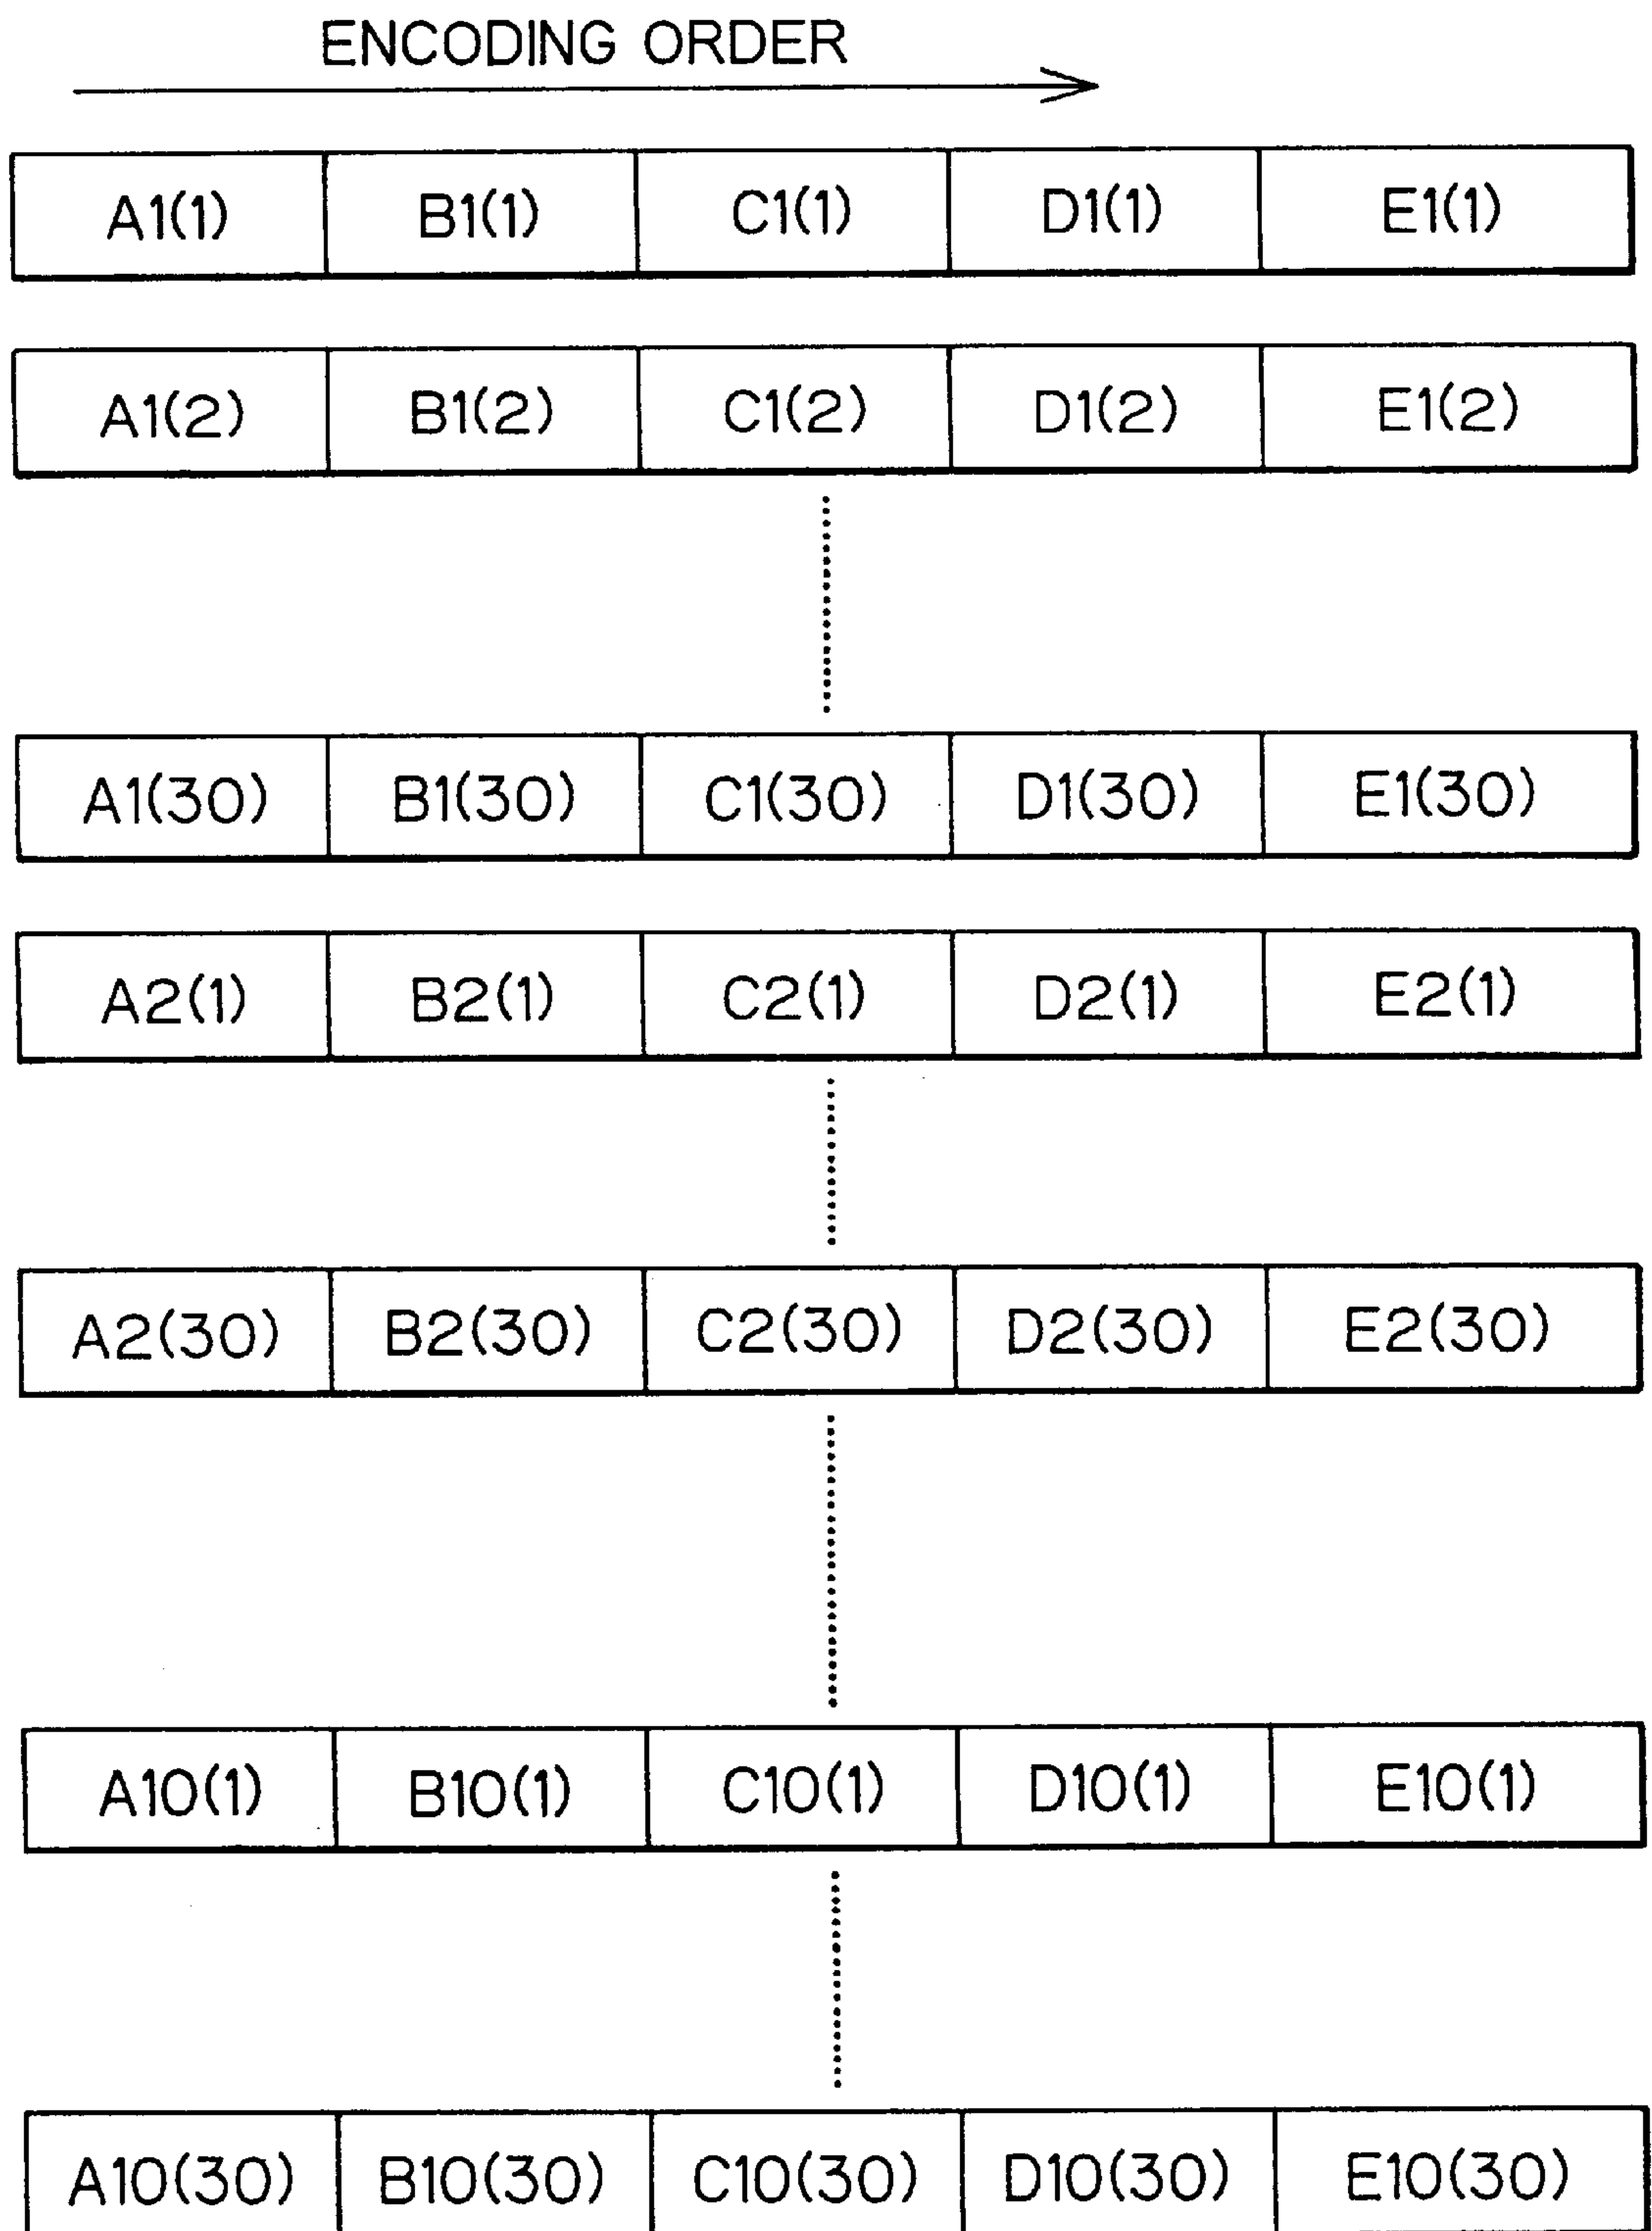 ENCODING ORDER
A1(1) B1(1) C1(1) D1(1) E1(1)
A1(2) B1(2) C1(2) D1(2) E1(2)
A1(30) B1(30) C1(30) D1(30) E1(30)
A2(1) B2(1) C2(1) D2(1) E2(1)
A2(30) B2(30) C2(30) D2(30) E2(30)
A10(1) B10(1) C10(1) D10(1) E10(1)
A10(30) B10(30) C10(30) D10(30) E10(30)